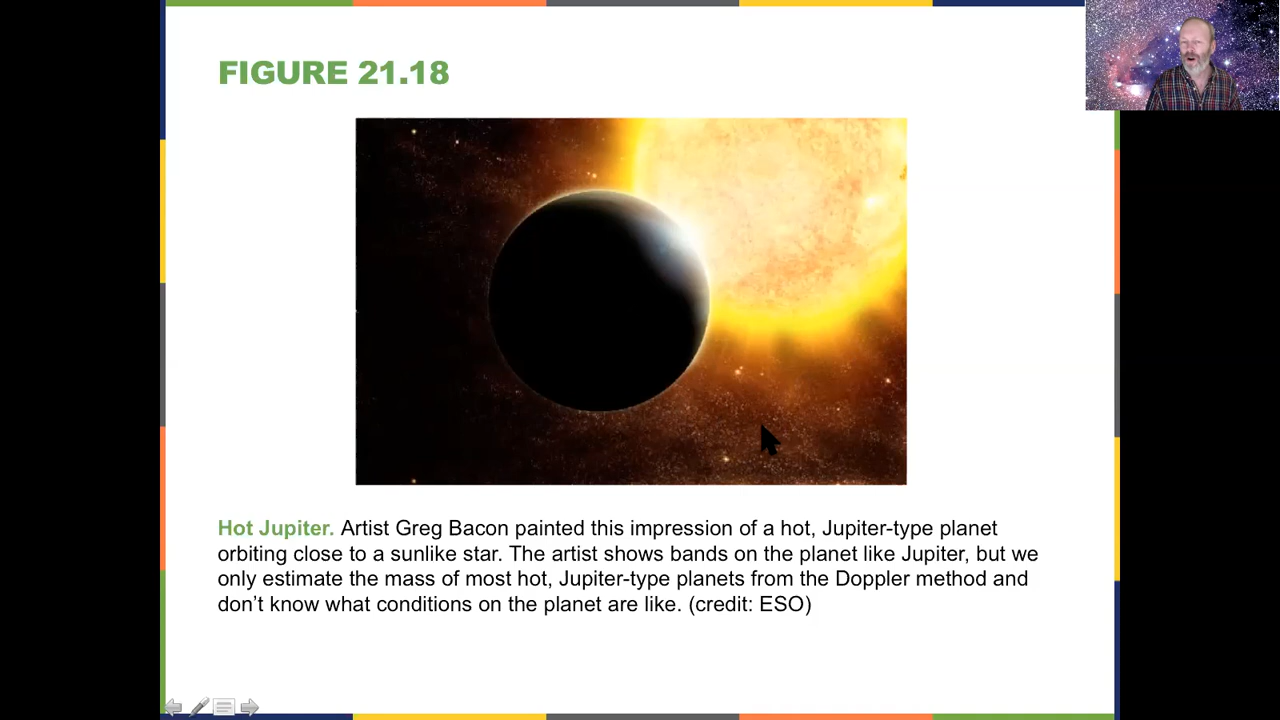 FIGURE 21.18
Hot Jupiter. Artist Greg Bacon painted this impression of a hot, Jupiter-type planet
orbiting close to a sunlike star. The artist shows bands on the planet like Jupiter, but we
only estimate the mass of most hot, Jupiter-type planets from the Doppler method and
don’t know what conditions on the planet are like. (credit: ESO)